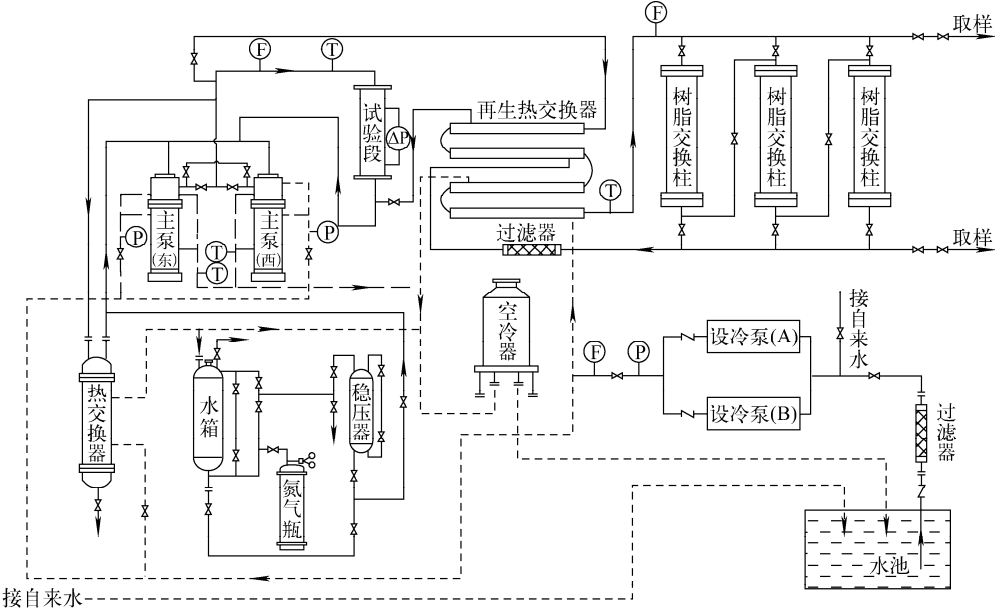 F
取样
F
T
试验段
ΔP
再生热交换器
树脂交换柱
树脂交换柱
树脂交换柱
T
主泵
(东)
主泵
(西)
P
P
T
T
过滤器
取样
空冷器
接自来水
F
P
设冷泵(A)
设冷泵(B)
过滤器
热交换器
水箱
稳压器
氮气瓶
水池
接自来水